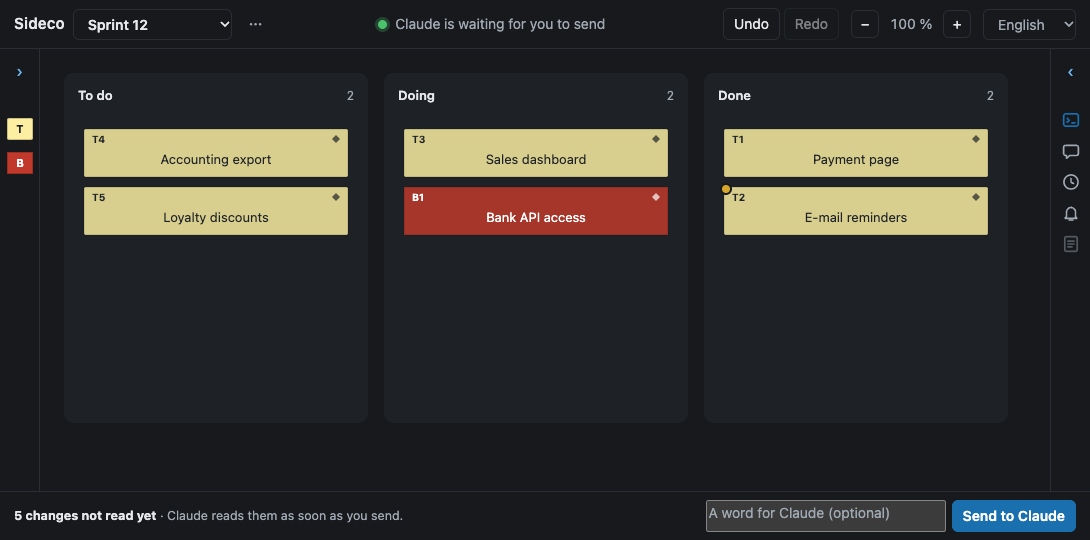 Sideco
Sprint 12
···
Claude is waiting for you to send
Undo
Redo
–
100 %
+
English
T
B
To do 2
T4
Accounting export
T5
Loyalty discounts
Doing 2
T3
Sales dashboard
B1
Bank API access
Done 2
T1
Payment page
T2
E-mail reminders
5 changes not read yet · Claude reads them as soon as you send.
A word for Claude (optional)
Send to Claude